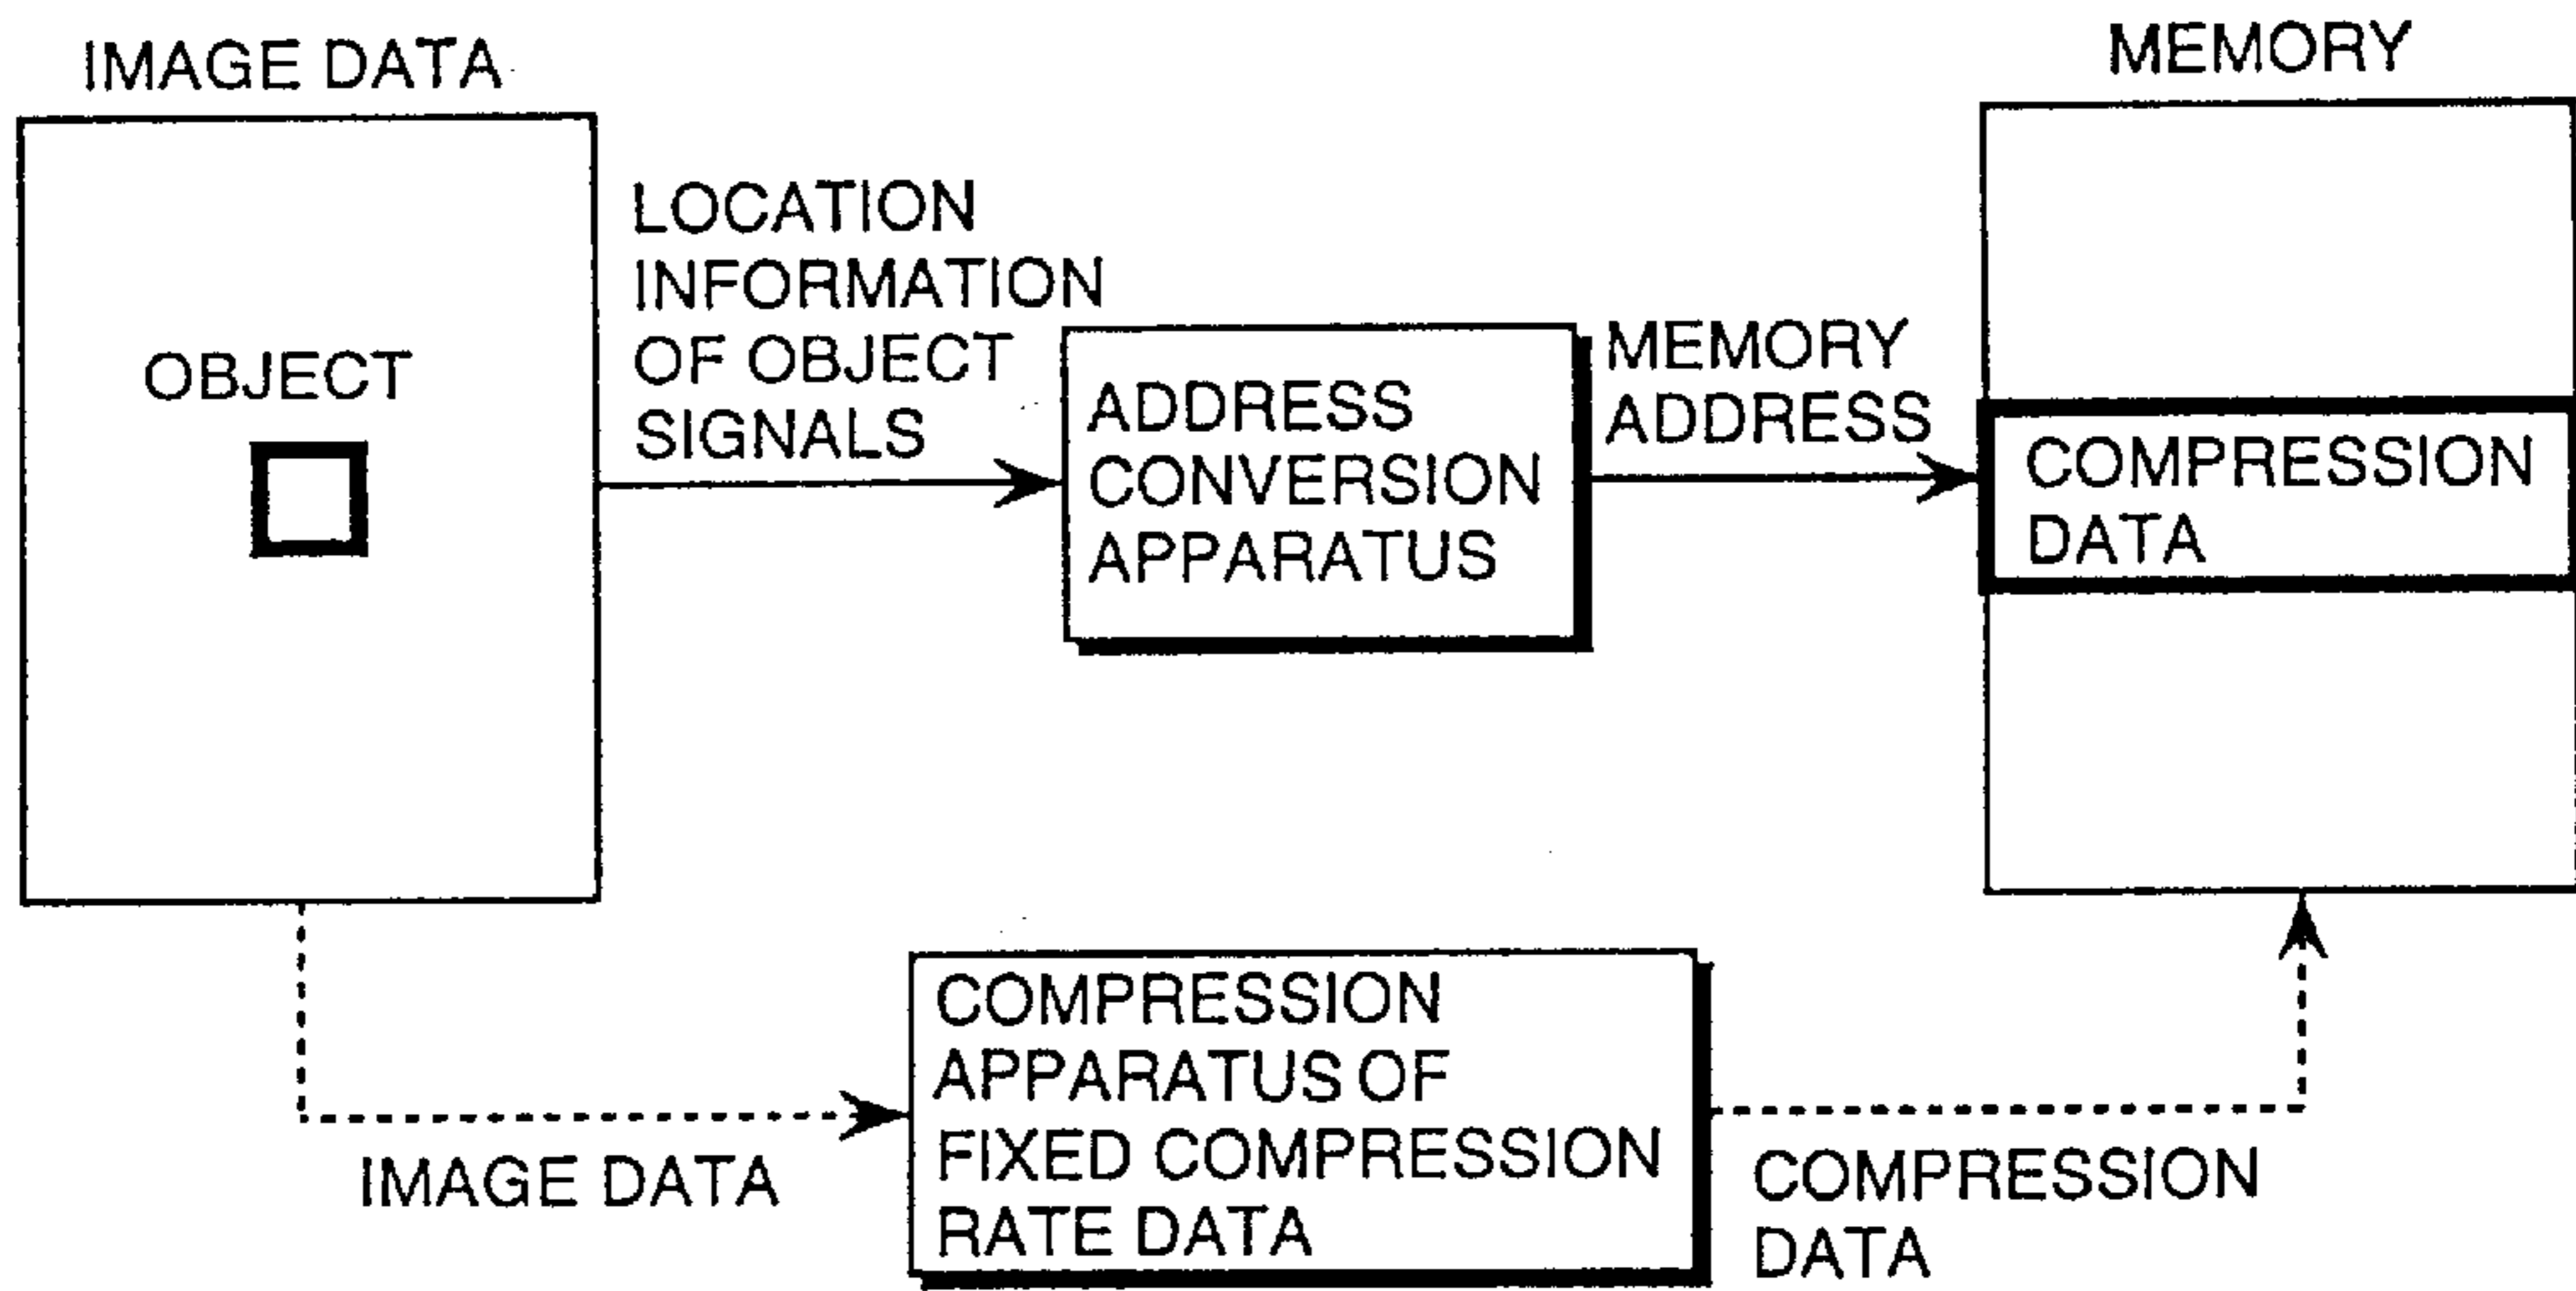 IMAGE DATA
OBJECT
LOCATION
INFORMATION
OF OBJECT
SIGNALS
ADDRESS
CONVERSION
APPARATUS
MEMORY
ADDRESS
MEMORY
COMPRESSION
DATA
IMAGE DATA
COMPRESSION
APPARATUS OF
FIXED COMPRESSION
RATE DATA
COMPRESSION
DATA